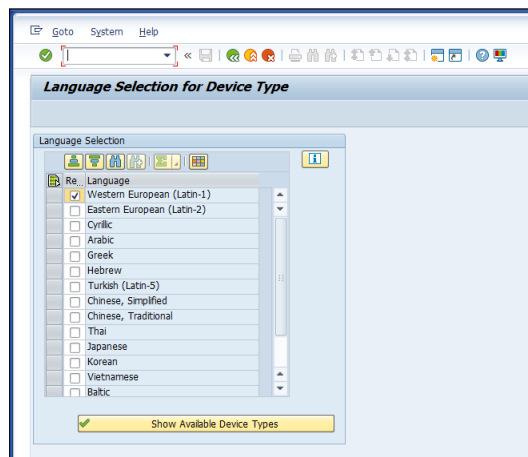 Goto System Help
Language Selection for Device Type
Language Selection
Re... Language
Western European (Latin-1)
Eastern European (Latin-2)
Cyrillic
Arabic
Greek
Hebrew
Turkish (Latin-5)
Chinese, Simplified
Chinese, Traditional
Thai
Japanese
Korean
Vietnamese
Baltic
Show Available Device Types